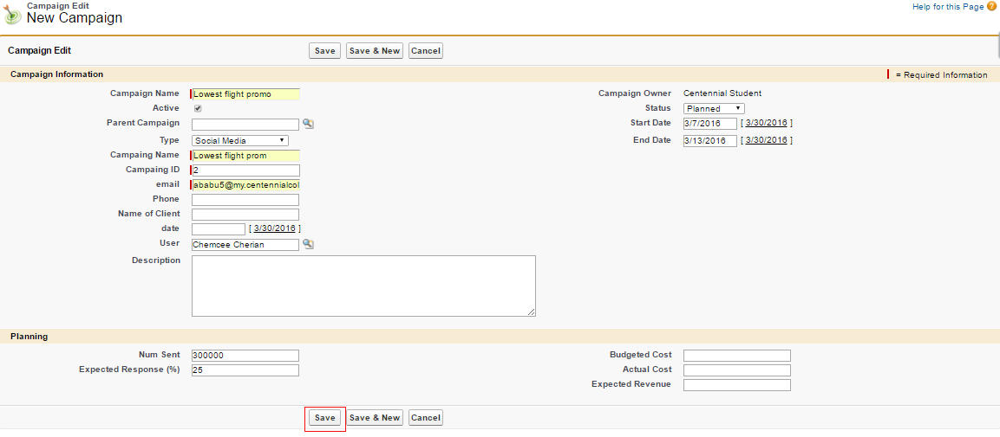 Campaign Edit
New Campaign
Help for this Page ?
Campaign Edit Save Save & New Cancel
Campaign Information = Required Information
Campaign Name Lowest flight promo Campaign Owner Centennial Student
Active Status Planned
Parent Campaign Start Date 3/7/2016 [ 3/30/2016 ]
Type Social Media End Date 3/13/2016 [ 3/30/2016 ]
Campaing Name Lowest flight prom
Campaing ID 2
email ababu5@my.centennialcol
Phone
Name of Client
date [ 3/30/2016 ]
User Chemcee Cherian
Description
Planning
Num Sent 300000 Budgeted Cost
Expected Response (%) 25 Actual Cost
Expected Revenue
Save Save & New Cancel